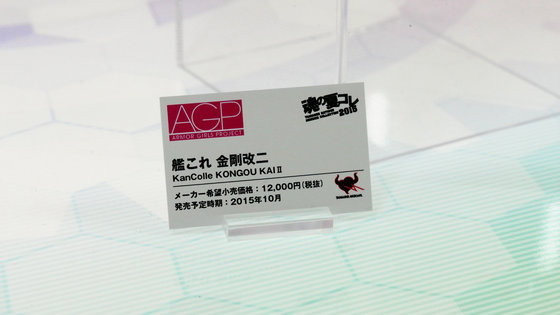 AGP
ARMOR GIRLS PROJECT
魂の夏コレ
2015
艦これ 金剛改二
KanColle KONGOU KAIⅡ
メーカー希望小売価格：12,000円（税抜）
発売予定時期：2015年10月